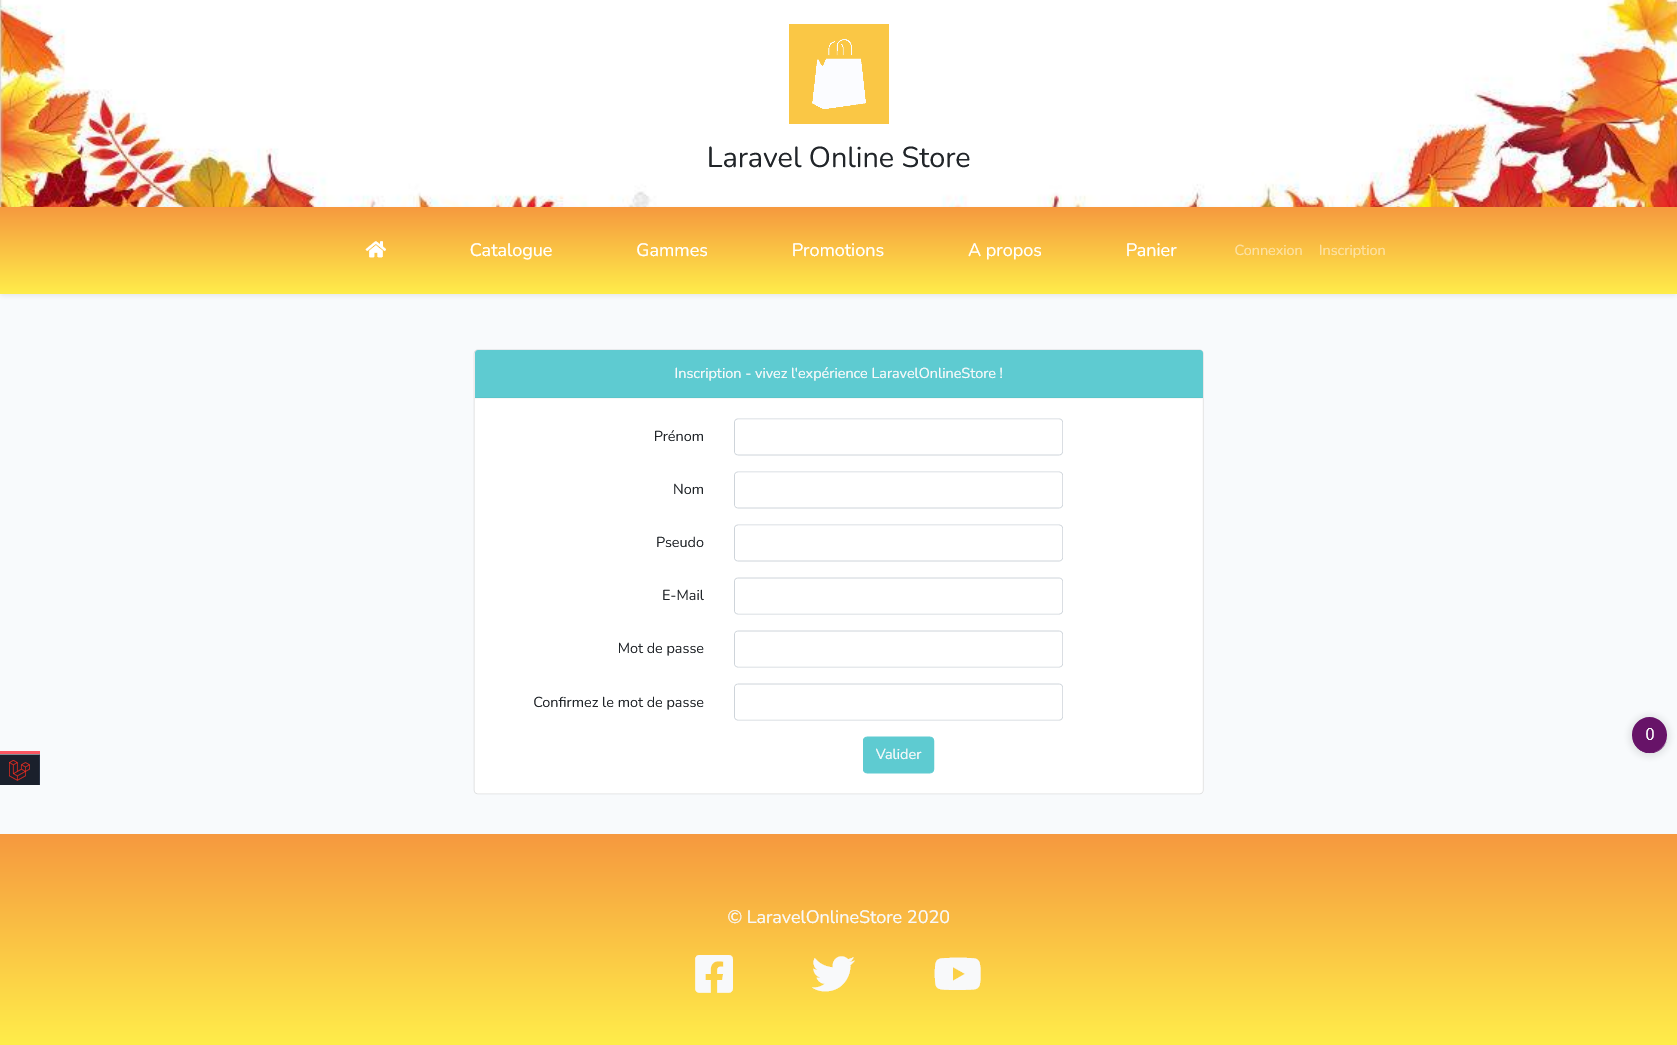 Laravel Online Store
Catalogue Gammes Promotions A propos Panier Connexion Inscription
Inscription - vivez l'expérience LaravelOnlineStore !
Prénom
Nom
Pseudo
E-Mail
Mot de passe
Confirmez le mot de passe
0
Valider
© LaravelOnlineStore 2020